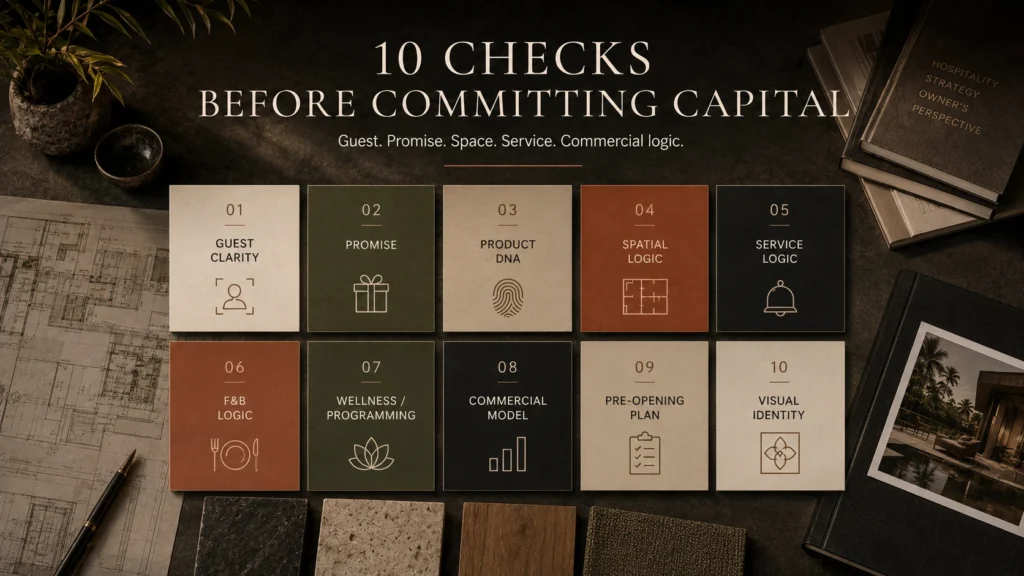 10 CHECKS
BEFORE COMMITTING CAPITAL
Guest. Promise. Space. Service. Commercial logic.
01
GUEST
CLARITY
02
PROMISE
03
PRODUCT
DNA
04
SPATIAL
LOGIC
05
SERVICE
LOGIC
06
F&B
LOGIC
07
WELLNESS /
PROGRAMMING
08
COMMERCIAL
MODEL
09
PRE-OPENING
PLAN
10
VISUAL
IDENTITY
HOSPITALITY
STRATEGY
OWNER'S
PERSPECTIVE